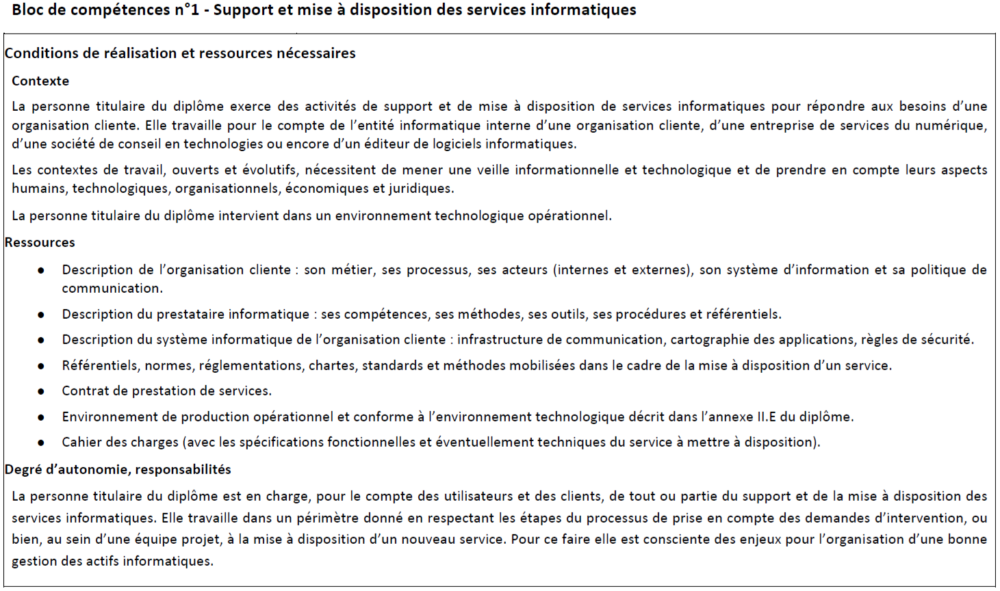 Bloc de compétences n°1 - Support et mise à disposition des services informatiques
Conditions de réalisation et ressources nécessaires
Contexte
La personne titulaire du diplôme exerce des activités de support et de mise à disposition de services informatiques pour répondre aux besoins d’une
organisation cliente. Elle travaille pour le compte de l’entité informatique interne d’une organisation cliente, d’une entreprise de services du numérique,
d’une société de conseil en technologies ou encore d’un éditeur de logiciels informatiques.
Les contextes de travail, ouverts et évolutifs, nécessitent de mener une veille informationnelle et technologique et de prendre en compte leurs aspects
humains, technologiques, organisationnels, économiques et juridiques.
La personne titulaire du diplôme intervient dans un environnement technologique opérationnel.
Ressources
● Description de l’organisation cliente : son métier, ses processus, ses acteurs (internes et externes), son système d’information et sa politique de
communication.
● Description du prestataire informatique : ses compétences, ses méthodes, ses outils, ses procédures et référentiels.
● Description du système informatique de l’organisation cliente : infrastructure de communication, cartographie des applications, règles de sécurité.
● Référentiels, normes, réglementations, chartes, standards et méthodes mobilisées dans le cadre de la mise à disposition d’un service.
● Contrat de prestation de services.
● Environnement de production opérationnel et conforme à l’environnement technologique décrit dans l’annexe II.E du diplôme.
● Cahier des charges (avec les spécifications fonctionnelles et éventuellement techniques du service à mettre à disposition).
Degré d’autonomie, responsabilités
La personne titulaire du diplôme est en charge, pour le compte des utilisateurs et des clients, de tout ou partie du support et de la mise à disposition des
services informatiques. Elle travaille dans un périmètre donné en respectant les étapes du processus de prise en compte des demandes d’intervention, ou
bien, au sein d’une équipe projet, à la mise à disposition d’un nouveau service. Pour ce faire elle est consciente des enjeux pour l’organisation d’une bonne
gestion des actifs informatiques.